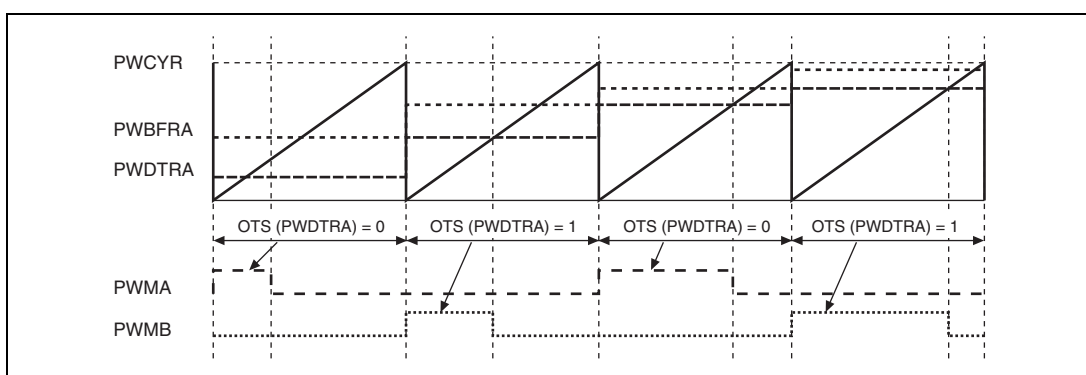 PWCYR
PWBFRA
PWDTRA
OTS (PWDTRA) = 0 OTS (PWDTRA) = 1 OTS (PWDTRA) = 0 OTS (PWDTRA) = 1
PWMA
PWMB